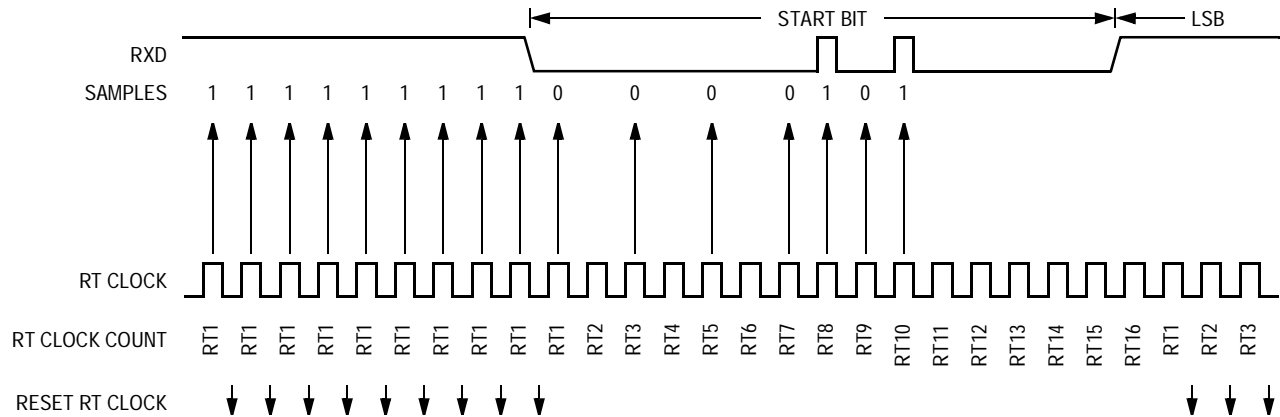 START BIT
LSB
RXD
SAMPLES 1 1 1 1 1 1 1 1 1 0 0 0 0 1 0 1
RT CLOCK
RT CLOCK COUNT RT1 RT1 RT1 RT1 RT1 RT1 RT1 RT1 RT1 RT1 RT2 RT3 RT4 RT5 RT6 RT7 RT8 RT9 RT10 RT11 RT12 RT13 RT14 RT15 RT16 RT1 RT2 RT3
RESET RT CLOCK